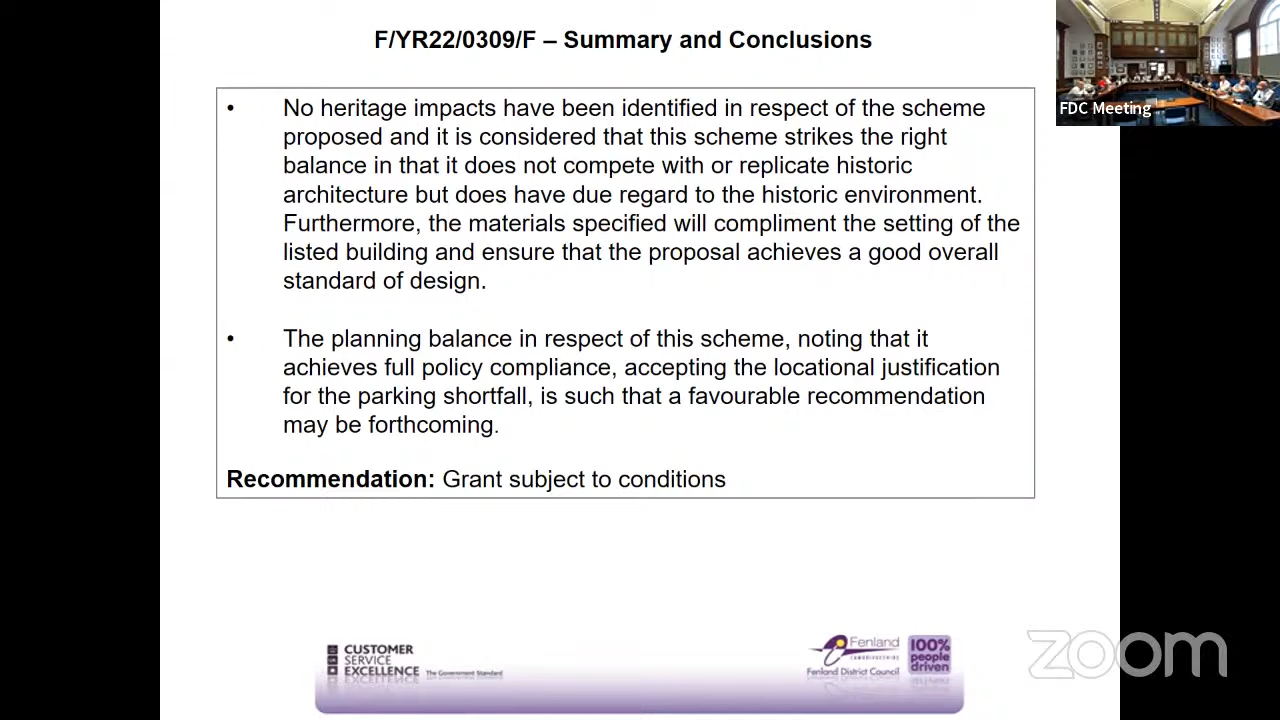 F/YR22/0309/F – Summary and Conclusions
FDC Meeting
• No heritage impacts have been identified in respect of the scheme
proposed and it is considered that this scheme strikes the right
balance in that it does not compete with or replicate historic
architecture but does have due regard to the historic environment.
Furthermore, the materials specified will compliment the setting of the
listed building and ensure that the proposal achieves a good overall
standard of design.
• The planning balance in respect of this scheme, noting that it
achieves full policy compliance, accepting the locational justification
for the parking shortfall, is such that a favourable recommendation
may be forthcoming.
Recommendation: Grant subject to conditions
CUSTOMER
SERVICE
EXCELLENCE
The Government Standard
Fenland
CAMBRIDGESHIRE
Fenland District Council
100%
people
driven
zoom